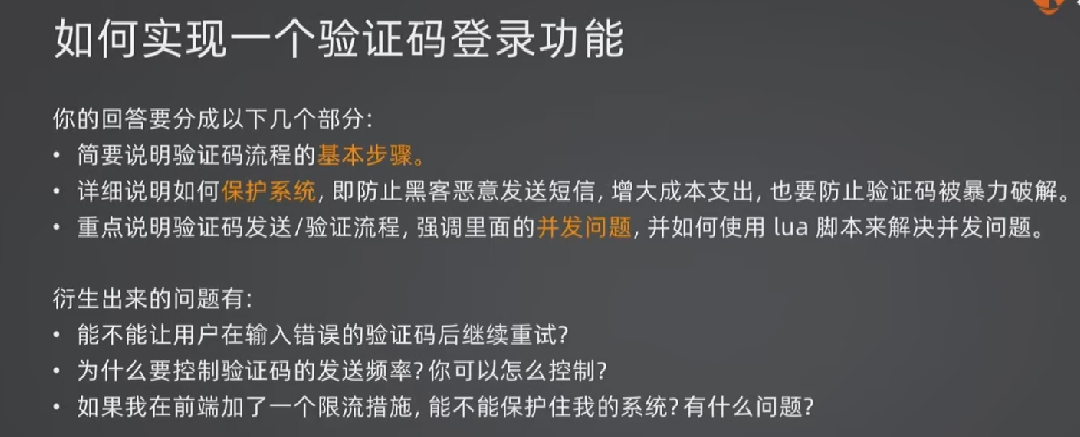 如何实现一个验证码登录功能
你的回答要分成以下几个部分:
• 简要说明验证码流程的基本步骤。
• 详细说明如何保护系统, 即防止黑客恶意发送短信, 增大成本支出, 也要防止验证码被暴力破解。
• 重点说明验证码发送/验证流程, 强调里面的并发问题, 并如何使用 lua 脚本来解决并发问题。
衍生出来的问题有:
• 能不能让用户在输入错误的验证码后继续重试?
• 为什么要控制验证码的发送频率? 你可以怎么控制?
• 如果我在前端加了一个限流措施, 能不能保护住我的系统? 有什么问题?